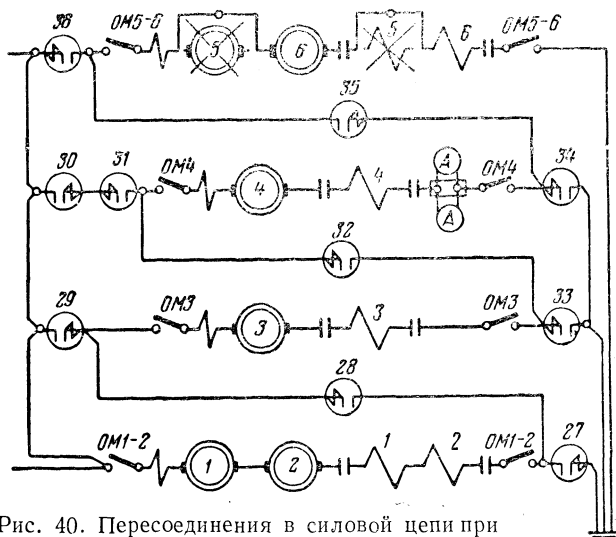 36 ОМ5-6 5 6 5 6 ОМ5-6
35
30 31 ОМ4 4 4 А А ОМ4 34
32
29 ОМ3 3 3 ОМ3 33
28
ОМ1-2 1 2 1 2 ОМ1-2 27
Рис. 40. Пересоединения в силовой цепи при